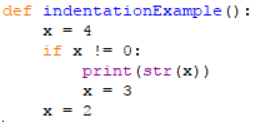 def indentationExample():
    x = 4
    if x != 0:
        print(str(x))
        x = 3
    x = 2